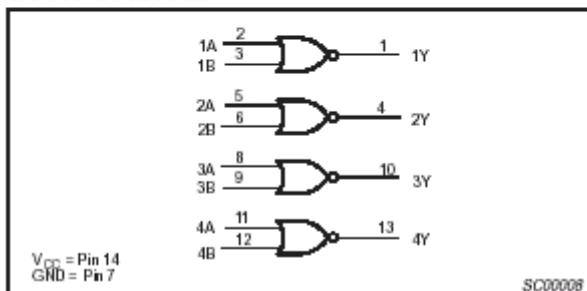 1A 2 1 1Y
1B 3
2A 5 4 2Y
2B 6
3A 8 10 3Y
3B 9
4A 11 13 4Y
4B 12
VCC = Pin 14
GND = Pin 7
SC00008